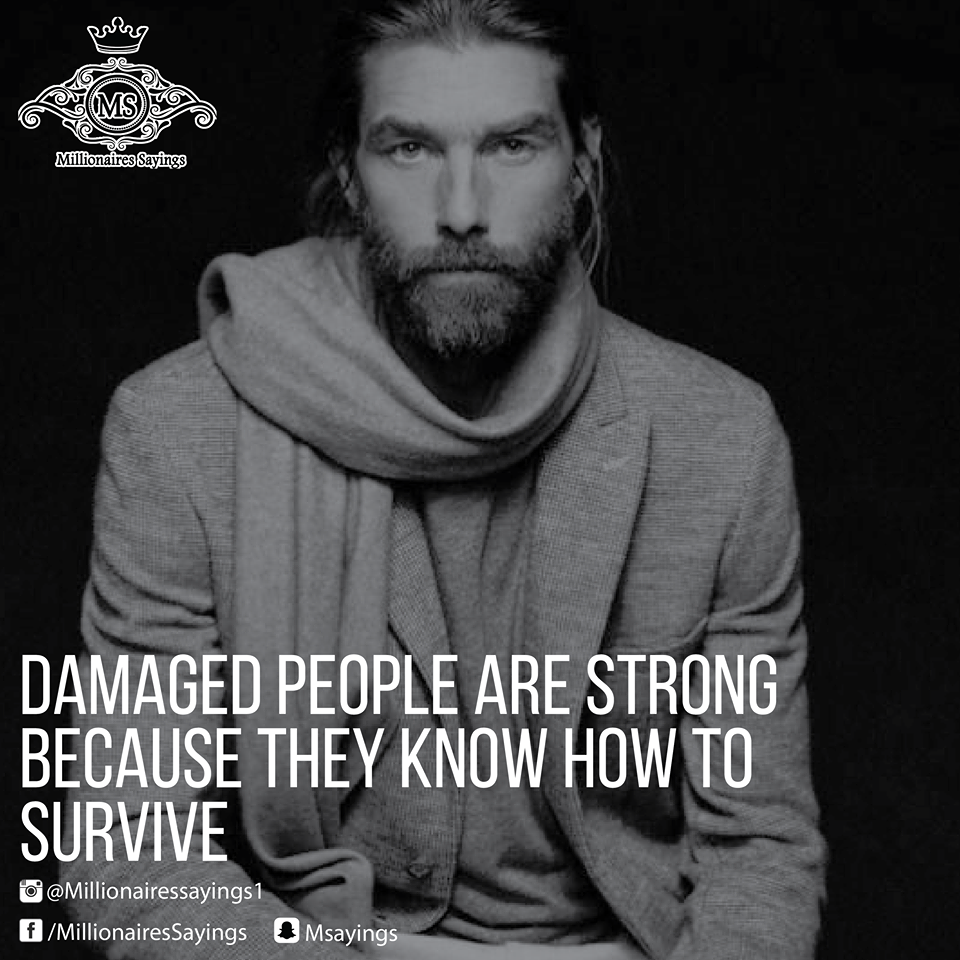 MS
Millionaires Sayings
DAMAGED PEOPLE ARE STRONG
BECAUSE THEY KNOW HOW TO
SURVIVE
@Millionairessayings1
/MillionairesSayings
Msayings